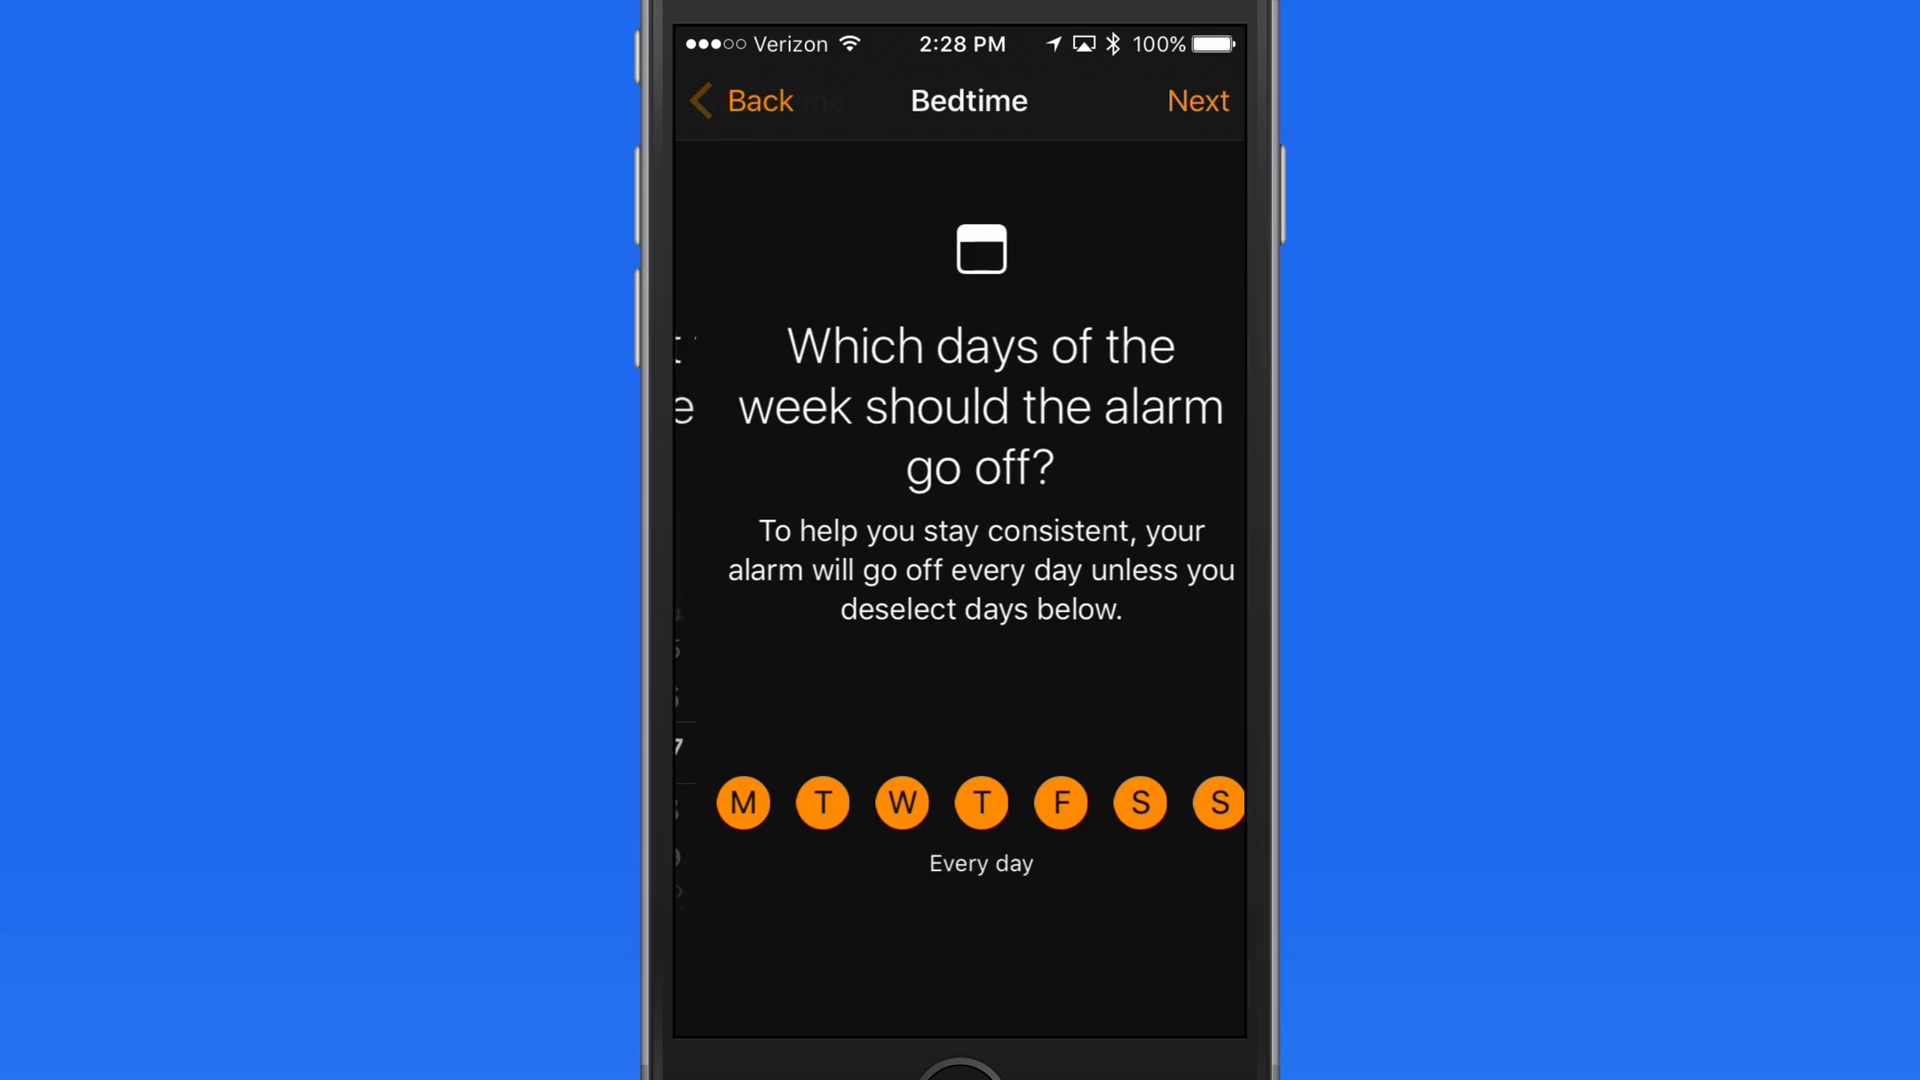 Verizon 2:28 PM 100%
Back Bedtime Next
Which days of the
week should the alarm
go off?
To help you stay consistent, your
alarm will go off every day unless you
deselect days below.
7
M T W T F S S
Every day